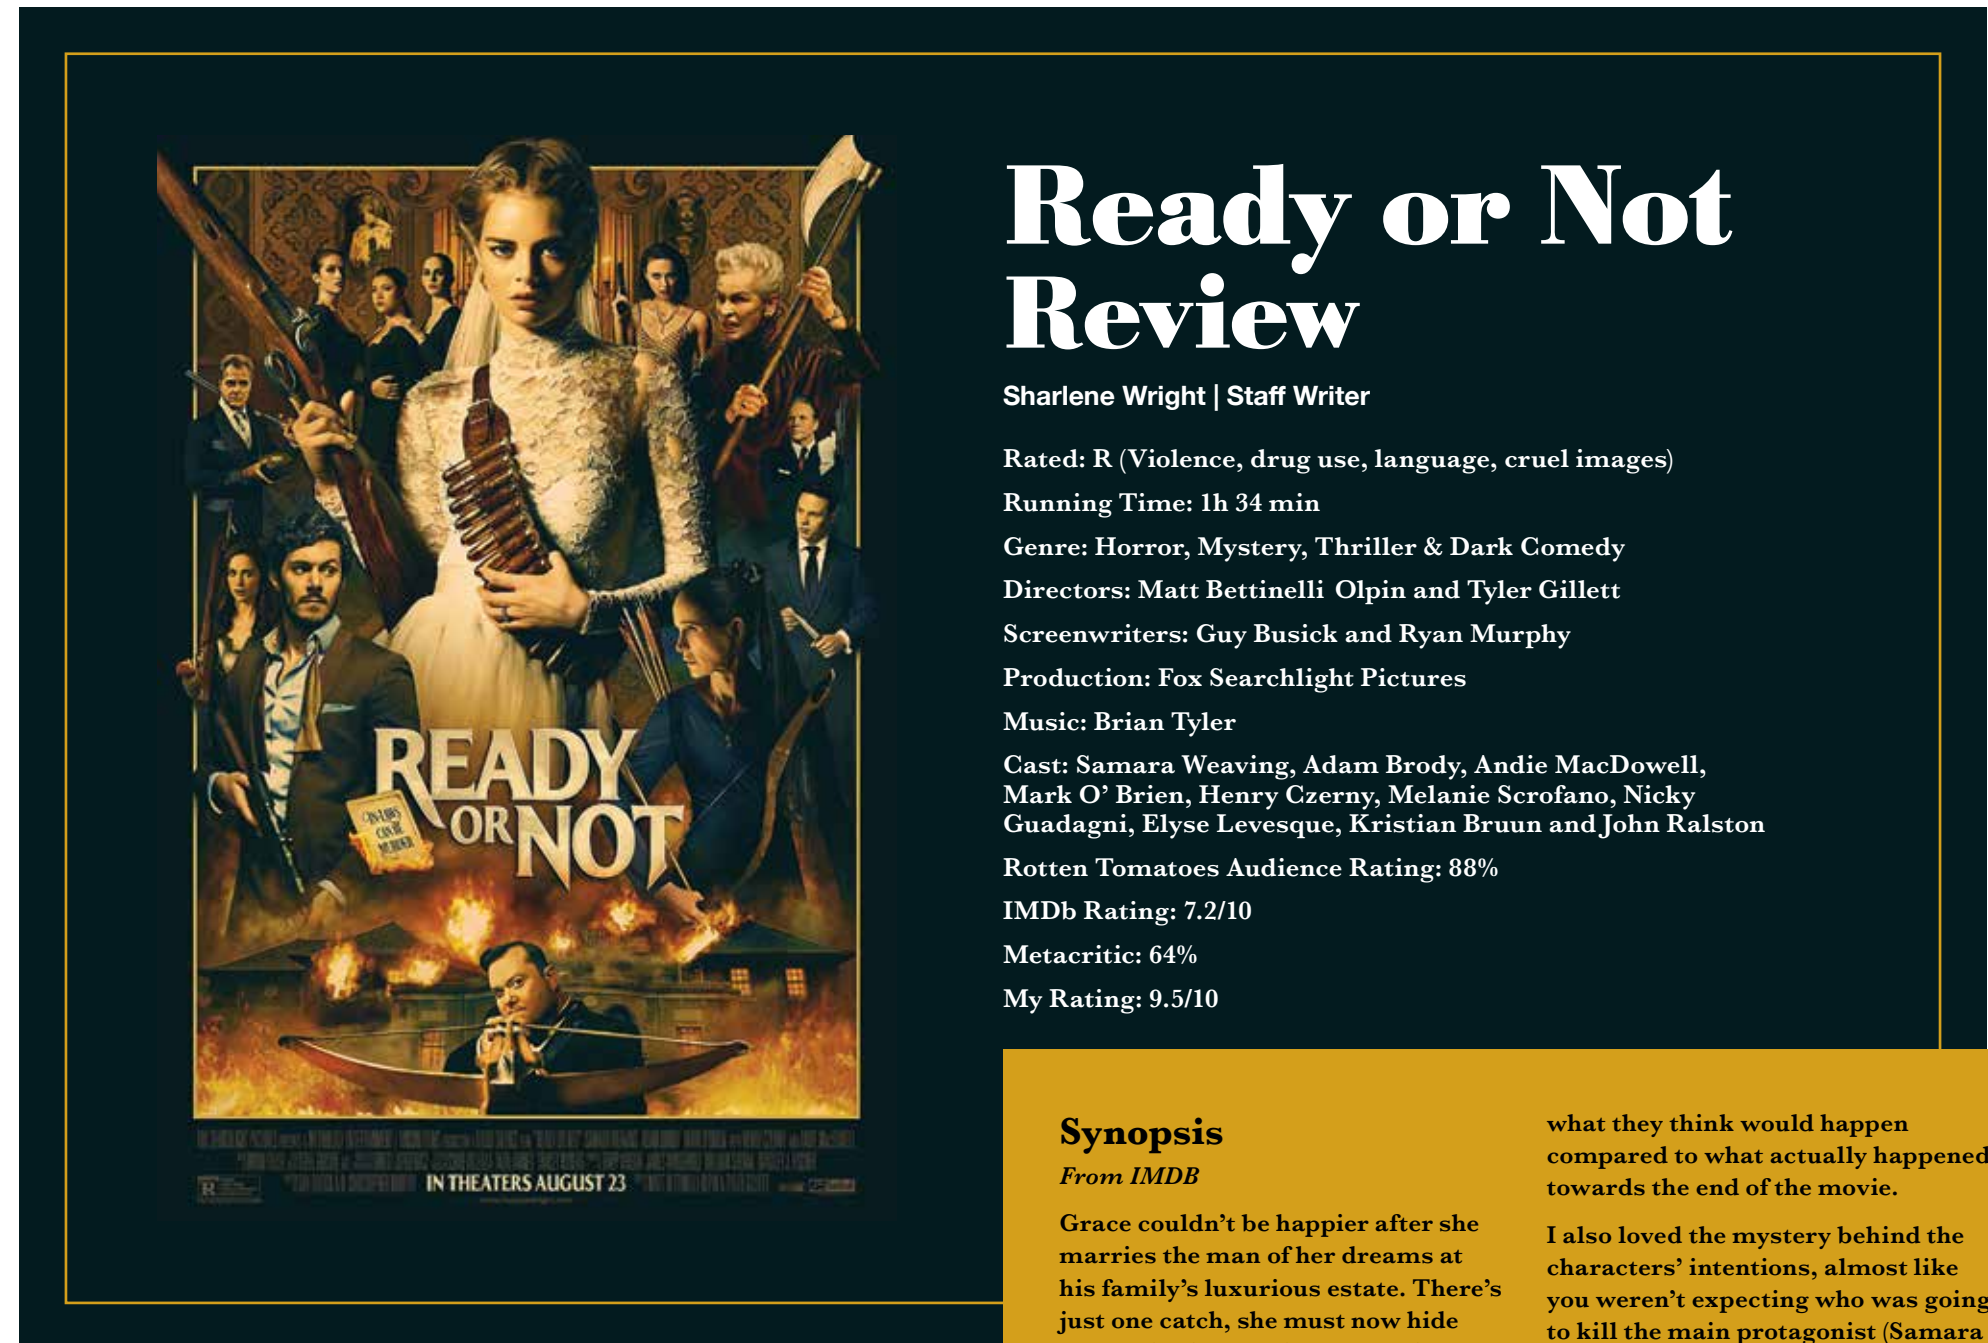 Ready or Not
Review
Sharlene Wright | Staff Writer
Rated: R (Violence, drug use, language, cruel images)
Running Time: 1h 34 min
Genre: Horror, Mystery, Thriller & Dark Comedy
Directors: Matt Bettinelli Olpin and Tyler Gillett
Screenwriters: Guy Busick and Ryan Murphy
Production: Fox Searchlight Pictures
Music: Brian Tyler
Cast: Samara Weaving, Adam Brody, Andie MacDowell,
Mark O’ Brien, Henry Czerny, Melanie Scrofano, Nicky
Guadagni, Elyse Levesque, Kristian Bruun and John Ralston
Rotten Tomatoes Audience Rating: 88%
IMDb Rating: 7.2/10
Metacritic: 64%
My Rating: 9.5/10
READY
OR NOT
IN-LAWS
CAN BE
MURDER
IN THEATERS AUGUST 23
R
Synopsis
From IMDB
Grace couldn’t be happier after she
marries the man of her dreams at
his family’s luxurious estate. There’s
just one catch, she must now hide
what they think would happen
compared to what actually happened
towards the end of the movie.
I also loved the mystery behind the
characters’ intentions, almost like
you weren’t expecting who was going
to kill the main protagonist (Samara